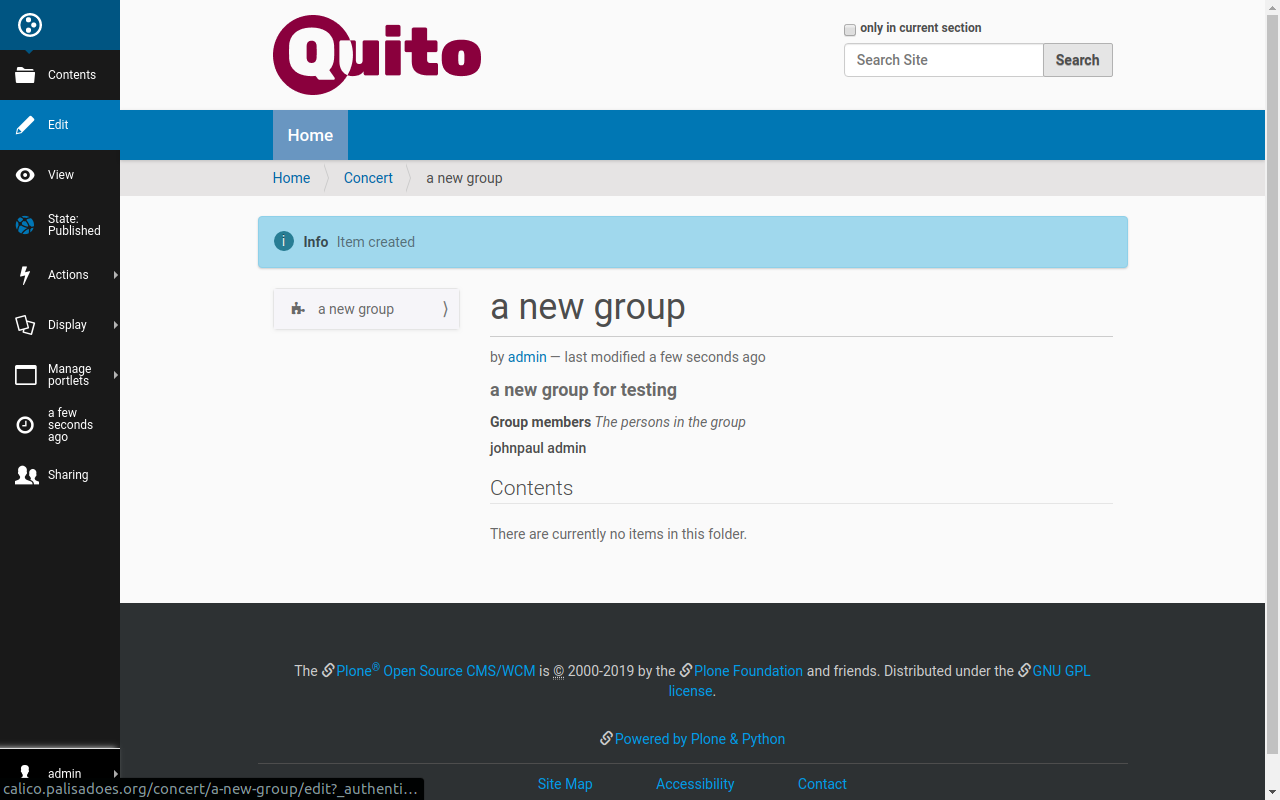 Quito
only in current section
Search Site
Search
Contents
Edit
View
State:
Published
Actions
Display
Manage
portlets
a few
seconds
ago
Sharing
admin
Home
Home
Concert
a new group
i
Info Item created
a new group
a new group
by admin — last modified a few seconds ago
a new group for testing
Group members The persons in the group
johnpaul admin
Contents
There are currently no items in this folder.
The Plone® Open Source CMS/WCM is © 2000-2019 by the Plone Foundation and friends. Distributed under the GNU GPL
license.
Powered by Plone & Python
Site Map
Accessibility
Contact
calico.palisadoes.org/concert/a-new-group/edit?_authenti...